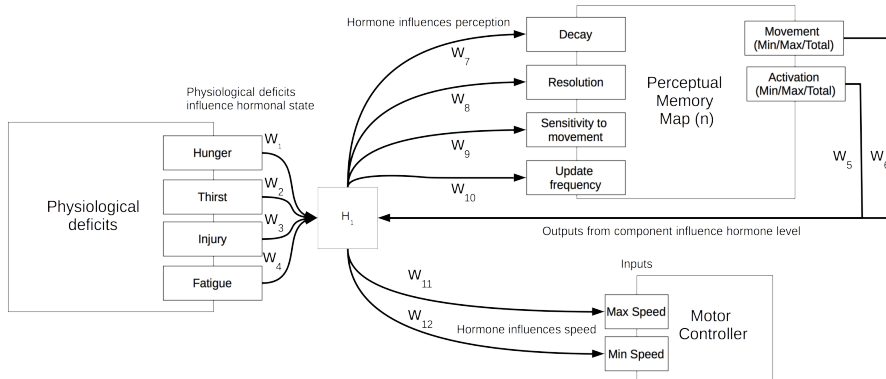 Hormone influences perception
W7
W8
W9
W10
Decay
Resolution
Sensitivity to
movement
Update
frequency
Perceptual
Memory
Map (n)
Movement
(Min/Max/Total)
Activation
(Min/Max/Total)
W5
W6
Physiological deficits
influence hormonal state
Physiological
deficits
Hunger
Thirst
Injury
Fatigue
W1
W2
W3
W4
H1
Outputs from component influence hormone level
W11
W12
Hormone influences speed
Inputs
Max Speed
Min Speed
Motor
Controller